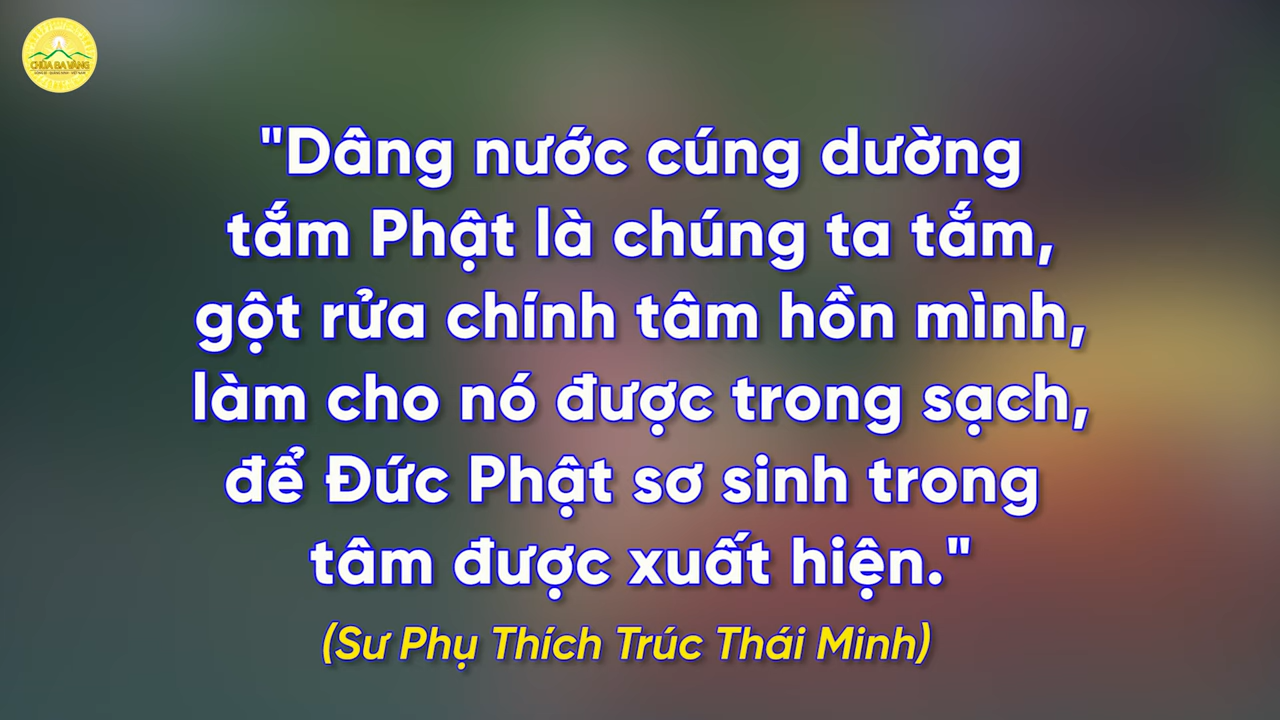 CHÙA BA VÀNG
"Dâng nước cúng dường
tắm Phật là chúng ta tắm,
gột rửa chính tâm hồn mình,
làm cho nó được trong sạch,
để Đức Phật sơ sinh trong
tâm được xuất hiện."
(Sư Phụ Thích Trúc Thái Minh)